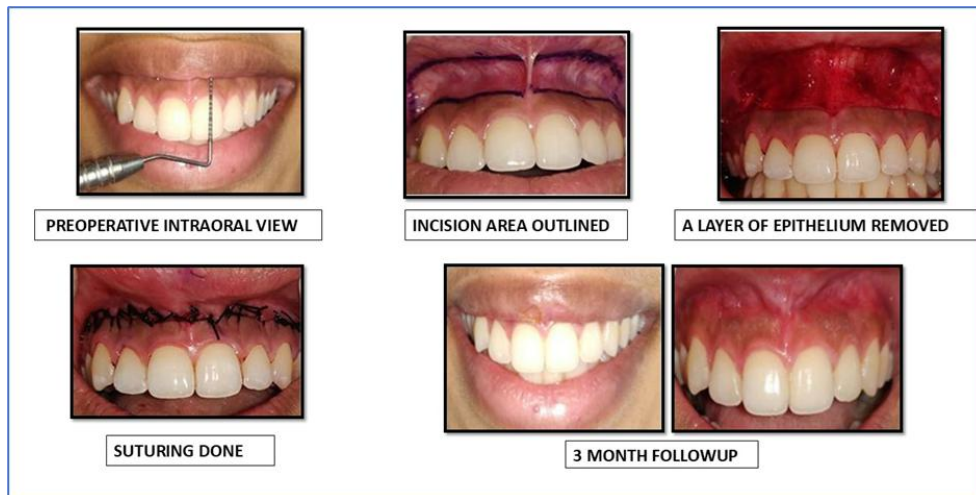 PREOPERATIVE INTRAORAL VIEW
INCISION AREA OUTLINED
A LAYER OF EPITHELIUM REMOVED
SUTURING DONE
3 MONTH FOLLOWUP